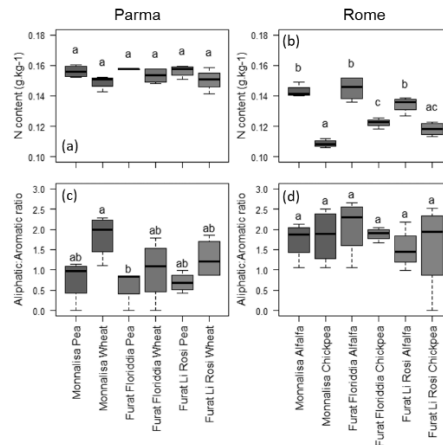 Parma
Rome
N content (g.kg-1)
0.18
0.16
0.14
0.12
0.10
a a a a a a
(a)
N content (g.kg-1)
0.18
0.16
0.14
0.12
0.10
(b)
b a b c b ac
Aliphatic:Aromatic ratio
3.0
2.5
2.0
1.5
1.0
0.5
0.0
(c)
ab a b ab ab ab
Aliphatic:Aromatic ratio
3.0
2.5
2.0
1.5
1.0
0.5
0.0
(d)
a a a a a a
Monnalisa Pea
Monnalisa Wheat
Furat Floriddia Pea
Furat Floriddia Wheat
Furat Li Rosi Pea
Furat Li Rosi Wheat
Monnalisa Alfalfa
Monnalisa Chickpea
Furat Floriddia Alfalfa
Furat Floriddia Chickpea
Furat Li Rosi Alfalfa
Furat Li Rosi Chickpea